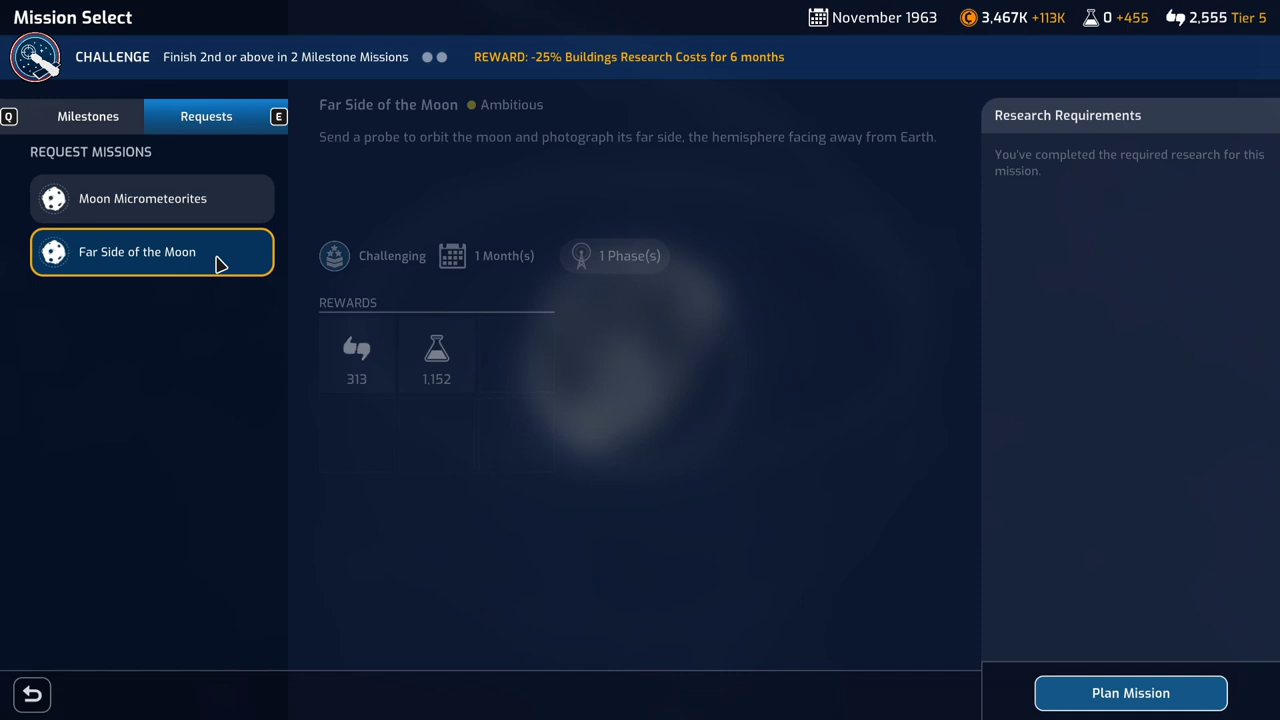 Mission Select
November 1963
3,467K +113K
0 +455
2,555 Tier 5
CHALLENGE Finish 2nd or above in 2 Milestone Missions
REWARD: -25% Buildings Research Costs for 6 months
Q
Milestones
Requests
E
REQUEST MISSIONS
Moon Micrometeorites
Far Side of the Moon
Far Side of the Moon
Ambitious
Send a probe to orbit the moon and photograph its far side, the hemisphere facing away from Earth.
Challenging
1 Month(s)
1 Phase(s)
REWARDS
313
1,152
Research Requirements
You've completed the required research for this
mission.
Plan Mission